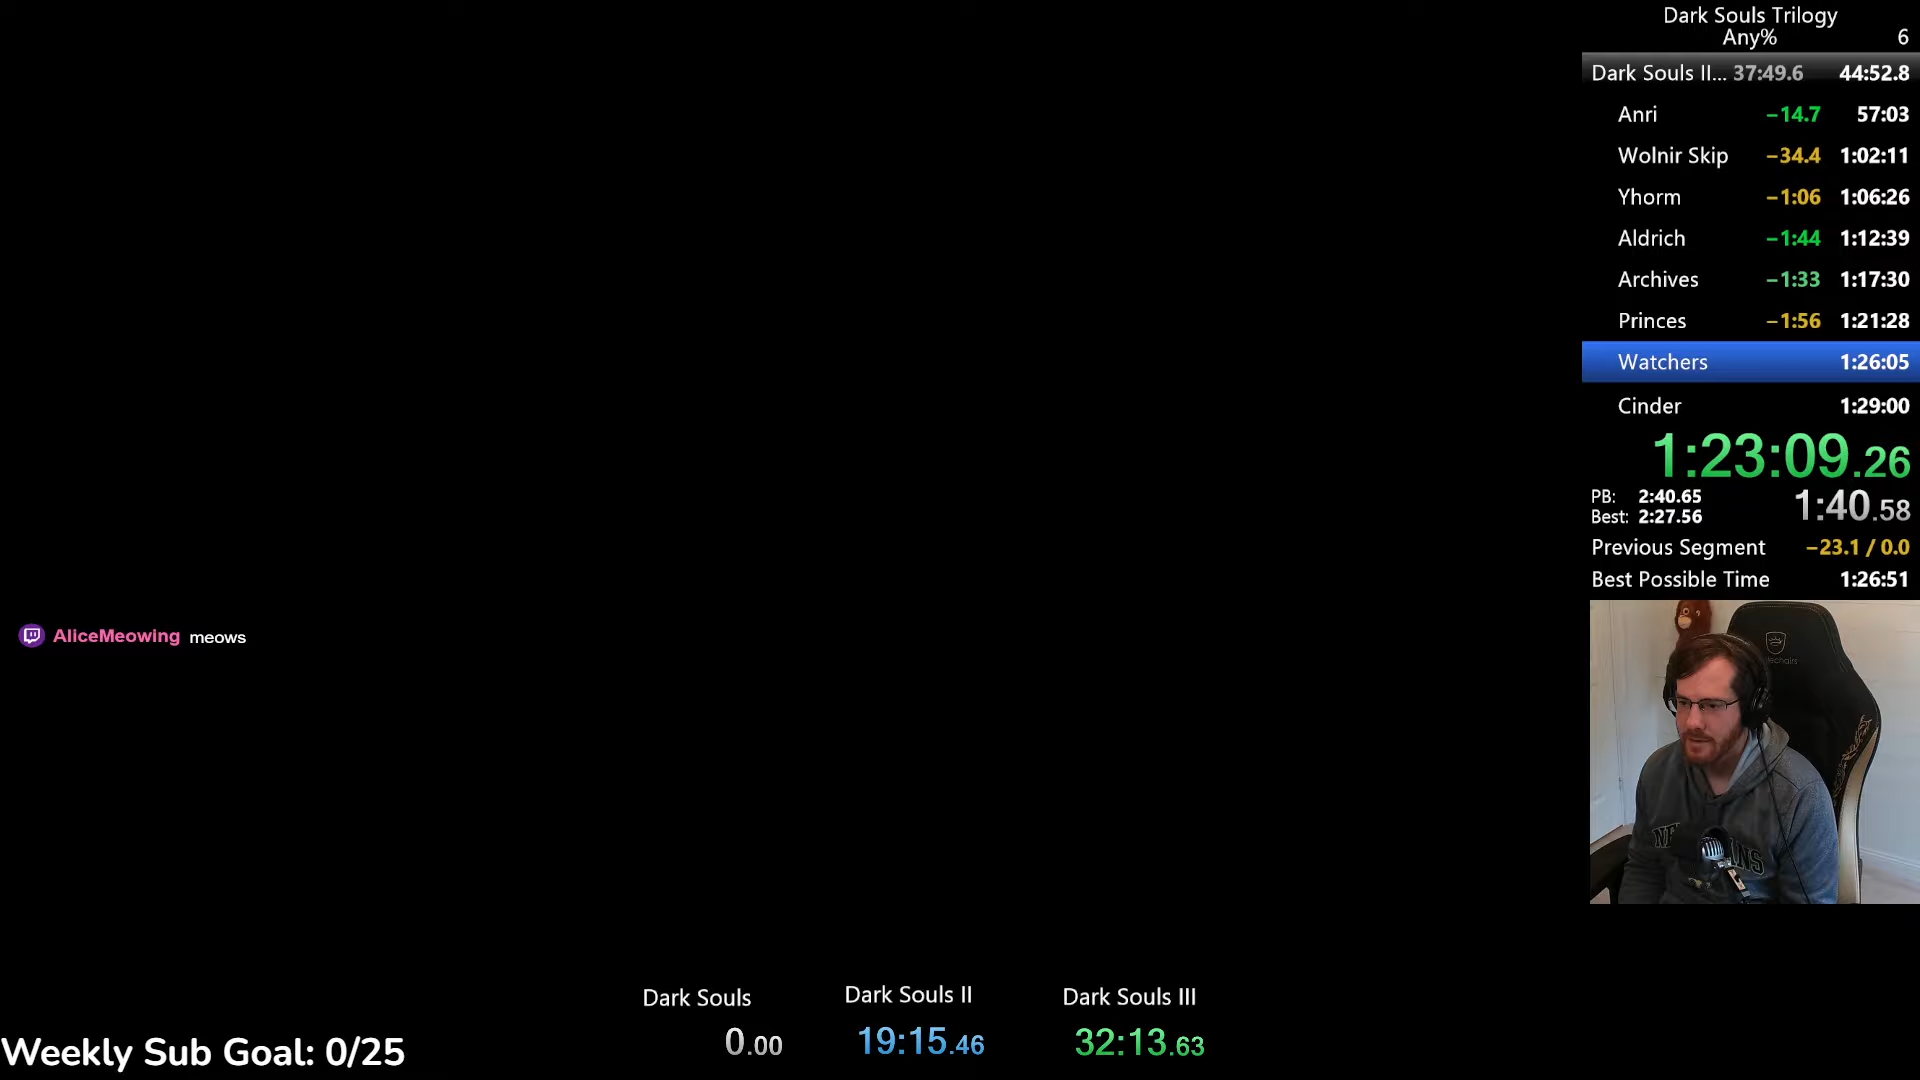 Dark Souls Trilogy
Any% 6
Dark Souls II... 37:49.6 44:52.8
Anri −14.7 57:03
Wolnir Skip −34.4 1:02:11
Yhorm −1:06 1:06:26
Aldrich −1:44 1:12:39
Archives −1:33 1:17:30
Princes −1:56 1:21:28
Watchers 1:26:05
Cinder 1:29:00
1:23:09.26
PB: 2:40.65 1:40.58
Best: 2:27.56
Previous Segment −23.1 / 0.0
Best Possible Time 1:26:51
AliceMeowing meows
Dark Souls Dark Souls II Dark Souls III
0.00 19:15.46 32:13.63
Weekly Sub Goal: 0/25